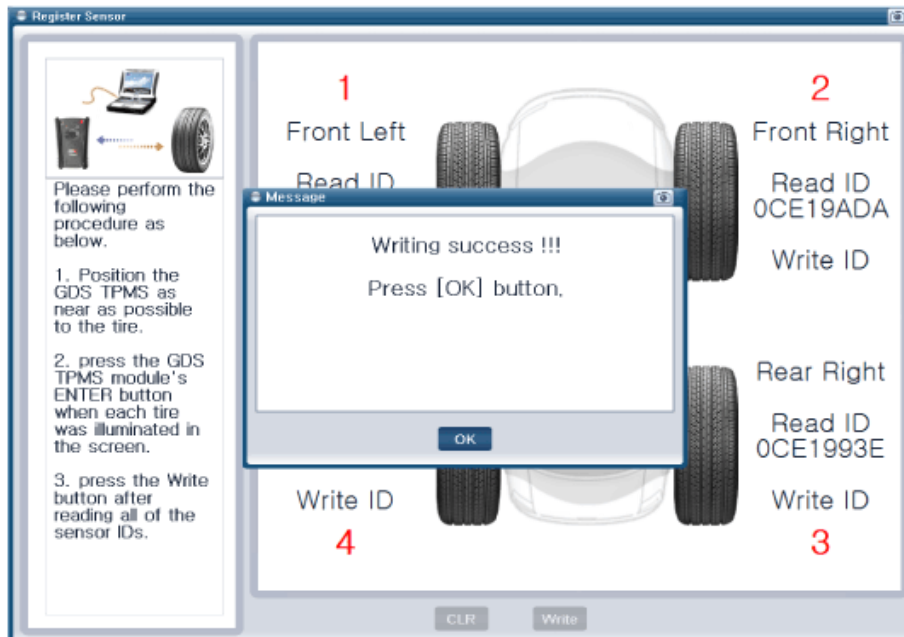 Register Sensor
Please perform the
following
procedure as
below.
1. Position the
GDS TPMS as
near as possible
to the tire.
2. press the GDS
TPMS module's
ENTER button
when each tire
was illuminated in
the screen.
3. press the Write
button after
reading all of the
sensor IDs.
1
Front Left
Read ID
2
Front Right
Read ID
0CE19ADA
Write ID
Message
Writing success !!!
Press [OK] button,
OK
Write ID
4
Rear Right
Read ID
0CE1993E
Write ID
3
CLR
Write